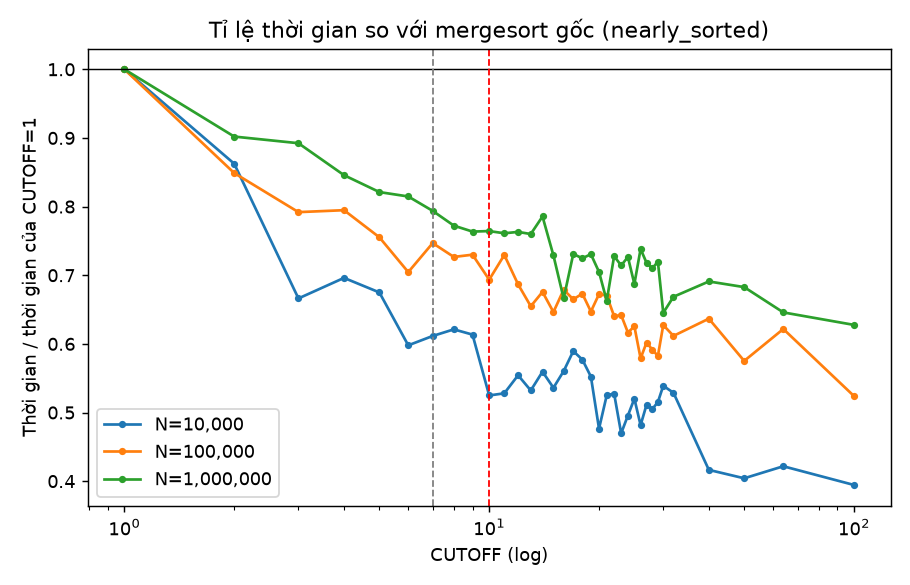 Tỉ lệ thời gian so với mergesort gốc (nearly_sorted)
Thời gian / thời gian của CUTOFF=1
1.0
0.9
0.8
0.7
0.6
0.5
0.4
N=10,000
N=100,000
N=1,000,000
10⁰
10¹
10²
CUTOFF (log)